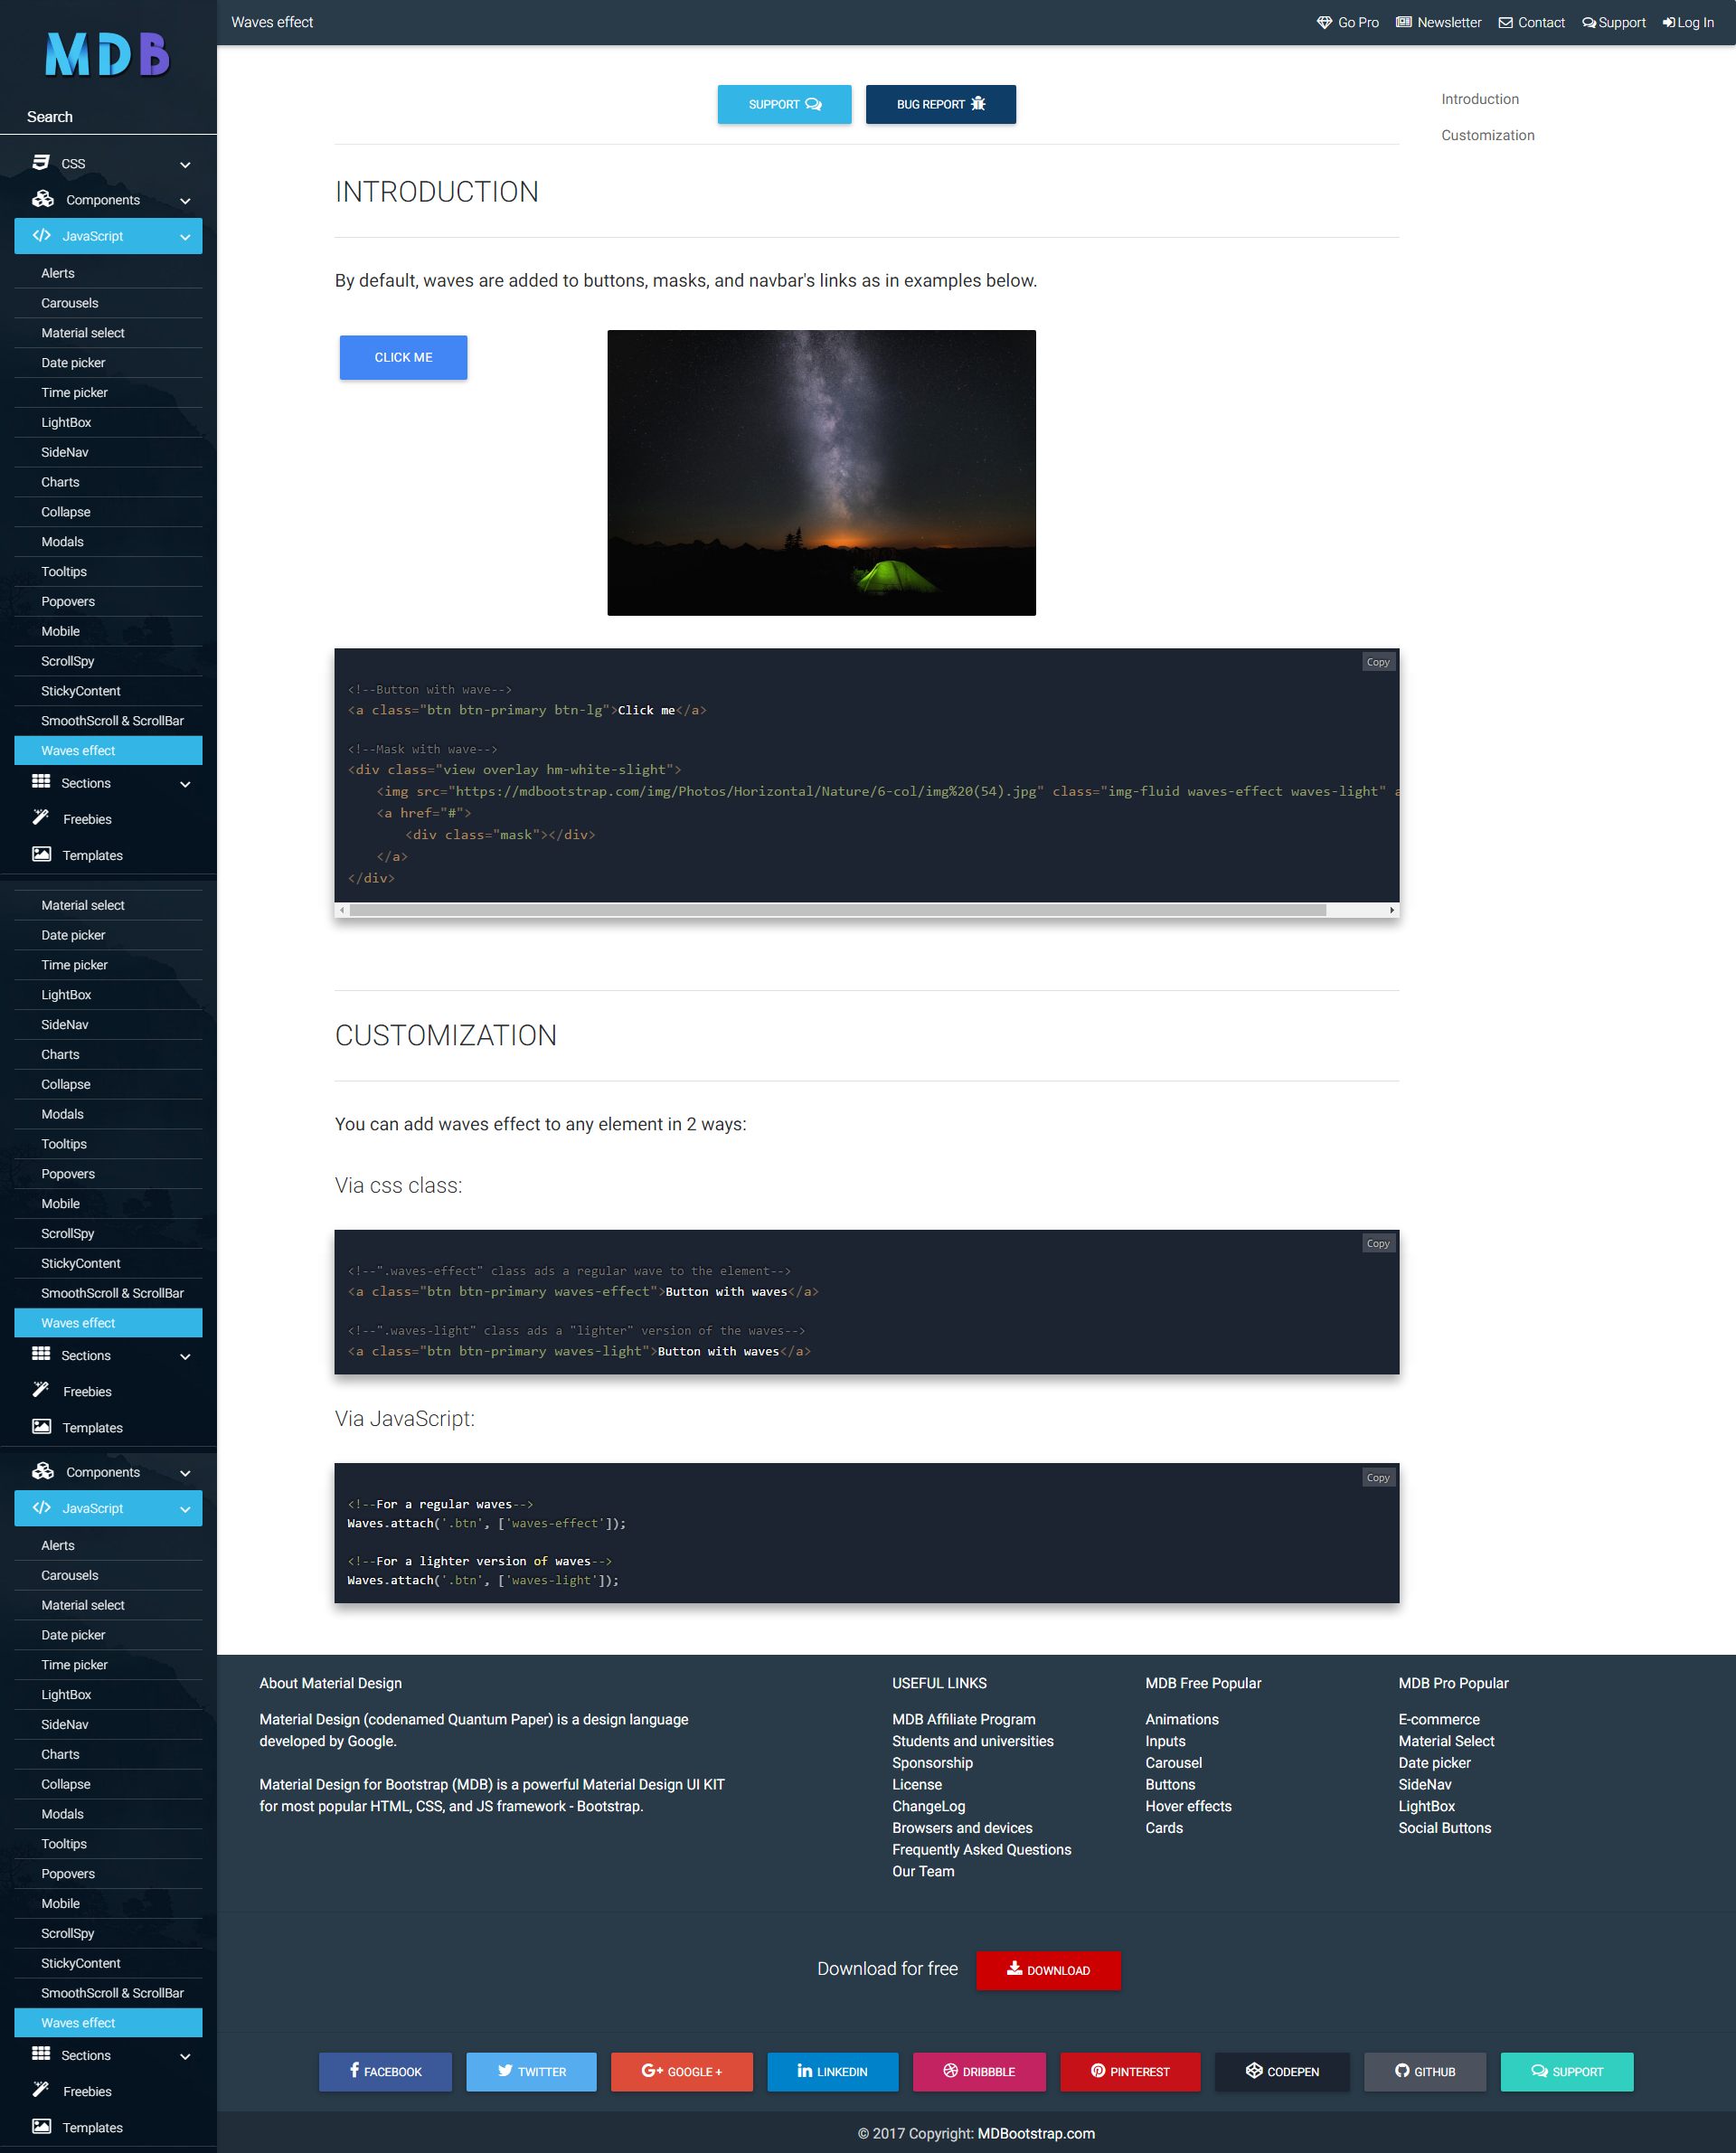 MDB
Search
CSS
Components
JavaScript
Alerts
Carousels
Material select
Date picker
Time picker
LightBox
SideNav
Charts
Collapse
Modals
Tooltips
Popovers
Mobile
ScrollSpy
StickyContent
SmoothScroll & ScrollBar
Waves effect
Sections
Freebies
Templates
Material select
Date picker
Time picker
LightBox
SideNav
Charts
Collapse
Modals
Tooltips
Popovers
Mobile
ScrollSpy
StickyContent
SmoothScroll & ScrollBar
Waves effect
Sections
Freebies
Templates
Components
JavaScript
Alerts
Carousels
Material select
Date picker
Time picker
LightBox
SideNav
Charts
Collapse
Modals
Tooltips
Popovers
Mobile
ScrollSpy
StickyContent
SmoothScroll & ScrollBar
Waves effect
Sections
Freebies
Templates
Waves effect
Go Pro Newsletter Contact Support Log In
SUPPORT
BUG REPORT
Introduction
Customization
INTRODUCTION
By default, waves are added to buttons, masks, and navbar's links as in examples below.
CLICK ME
Copy
<!--Button with wave-->
<a class="btn btn-primary btn-lg">Click me</a>
<!--Mask with wave-->
<div class="view overlay hm-white-slight">
<img src="https://mdbootstrap.com/img/Photos/Horizontal/Nature/6-col/img%20(54).jpg" class="img-fluid waves-effect waves-light" a
<a href="#">
<div class="mask"></div>
</a>
</div>
CUSTOMIZATION
You can add waves effect to any element in 2 ways:
Via css class:
Copy
<!--".waves-effect" class ads a regular wave to the element-->
<a class="btn btn-primary waves-effect">Button with waves</a>
<!--".waves-light" class ads a "lighter" version of the waves-->
<a class="btn btn-primary waves-light">Button with waves</a>
Via JavaScript:
Copy
<!--For a regular waves-->
Waves.attach('.btn', ['waves-effect']);
<!--For a lighter version of waves-->
Waves.attach('.btn', ['waves-light']);
About Material Design
Material Design (codenamed Quantum Paper) is a design language
developed by Google.
Material Design for Bootstrap (MDB) is a powerful Material Design UI KIT
for most popular HTML, CSS, and JS framework - Bootstrap.
USEFUL LINKS
MDB Affiliate Program
Students and universities
Sponsorship
License
ChangeLog
Browsers and devices
Frequently Asked Questions
Our Team
MDB Free Popular
Animations
Inputs
Carousel
Buttons
Hover effects
Cards
MDB Pro Popular
E-commerce
Material Select
Date picker
SideNav
LightBox
Social Buttons
Download for free
DOWNLOAD
FACEBOOK
TWITTER
GOOGLE +
LINKEDIN
DRIBBBLE
PINTEREST
CODEPEN
GITHUB
SUPPORT
© 2017 Copyright: MDBootstrap.com